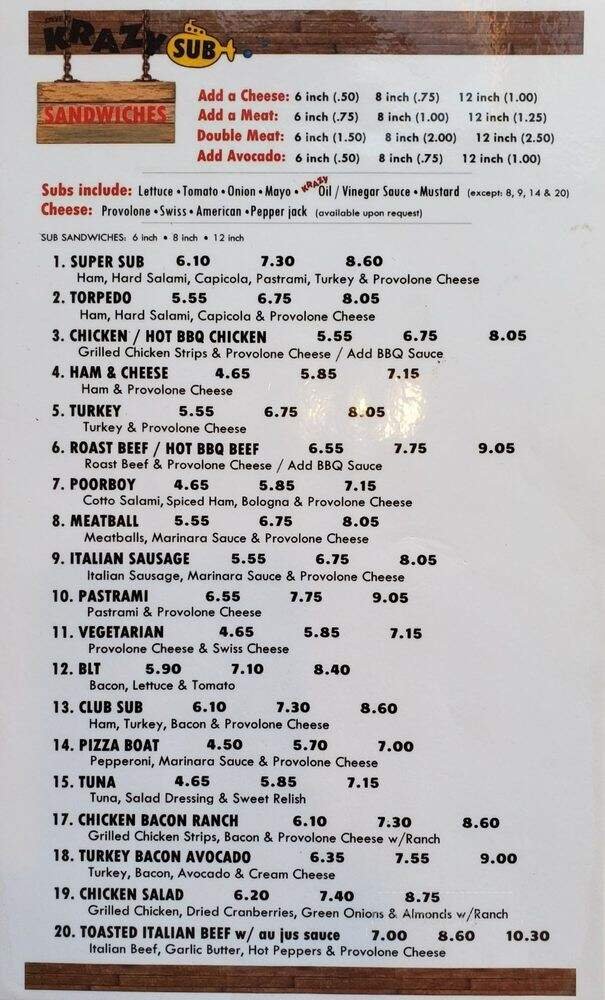 KRAZY SUB
SANDWICHES
Add a Cheese: 6 inch (.50) 8 inch (.75) 12 inch (1.00)
Add a Meat: 6 inch (.75) 8 inch (1.00) 12 inch (1.25)
Double Meat: 6 inch (1.50) 8 inch (2.00) 12 inch (2.50)
Add Avocado: 6 inch (.50) 8 inch (.75) 12 inch (1.00)
Subs include: Lettuce • Tomato • Onion • Mayo • KRAZY Oil / Vinegar Sauce • Mustard (except: 8, 9, 14 & 20)
Cheese: Provolone • Swiss • American • Pepper jack (available upon request)
SUB SANDWICHES: 6 inch • 8 inch • 12 inch
1. SUPER SUB 6.10 7.30 8.60
Ham, Hard Salami, Capicola, Pastrami, Turkey & Provolone Cheese
2. TORPEDO 5.55 6.75 8.05
Ham, Hard Salami, Capicola & Provolone Cheese
3. CHICKEN / HOT BBQ CHICKEN 5.55 6.75 8.05
Grilled Chicken Strips & Provolone Cheese / Add BBQ Sauce
4. HAM & CHEESE 4.65 5.85 7.15
Ham & Provolone Cheese
5. TURKEY 5.55 6.75 8.05
Turkey & Provolone Cheese
6. ROAST BEEF / HOT BBQ BEEF 6.55 7.75 9.05
Roast Beef & Provolone Cheese / Add BBQ Sauce
7. POORBOY 4.65 5.85 7.15
Cotto Salami, Spiced Ham, Bologna & Provolone Cheese
8. MEATBALL 5.55 6.75 8.05
Meatballs, Marinara Sauce & Provolone Cheese
9. ITALIAN SAUSAGE 5.55 6.75 8.05
Italian Sausage, Marinara Sauce & Provolone Cheese
10. PASTRAMI 6.55 7.75 9.05
Pastrami & Provolone Cheese
11. VEGETARIAN 4.65 5.85 7.15
Provolone Cheese & Swiss Cheese
12. BLT 5.90 7.10 8.40
Bacon, Lettuce & Tomato
13. CLUB SUB 6.10 7.30 8.60
Ham, Turkey, Bacon & Provolone Cheese
14. PIZZA BOAT 4.50 5.70 7.00
Pepperoni, Marinara Sauce & Provolone Cheese
15. TUNA 4.65 5.85 7.15
Tuna, Salad Dressing & Sweet Relish
17. CHICKEN BACON RANCH 6.10 7.30 8.60
Grilled Chicken Strips, Bacon & Provolone Cheese w/Ranch
18. TURKEY BACON AVOCADO 6.35 7.55 9.00
Turkey, Bacon, Avocado & Cream Cheese
19. CHICKEN SALAD 6.20 7.40 8.75
Grilled Chicken, Dried Cranberries, Green Onions & Almonds w/Ranch
20. TOASTED ITALIAN BEEF w/ au jus sauce 7.00 8.60 10.30
Italian Beef, Garlic Butter, Hot Peppers & Provolone Cheese